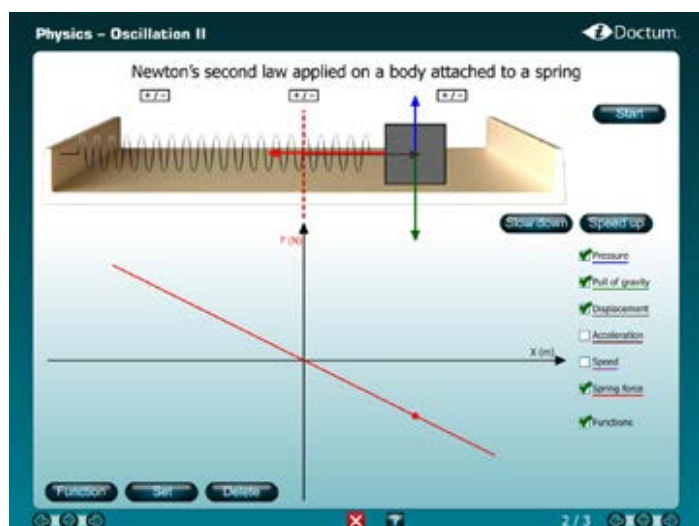 Physics – Oscillation II
Doctum.
Newton's second law applied on a body attached to a spring
+ / -
+ / -
+ / -
Start
Slow down
Speed up
F (N)
Pressure
Pull of gravity
Displacement
Acceleration
X (m)
Speed
Spring force
Functions
Function
Set
Delete
2 / 3